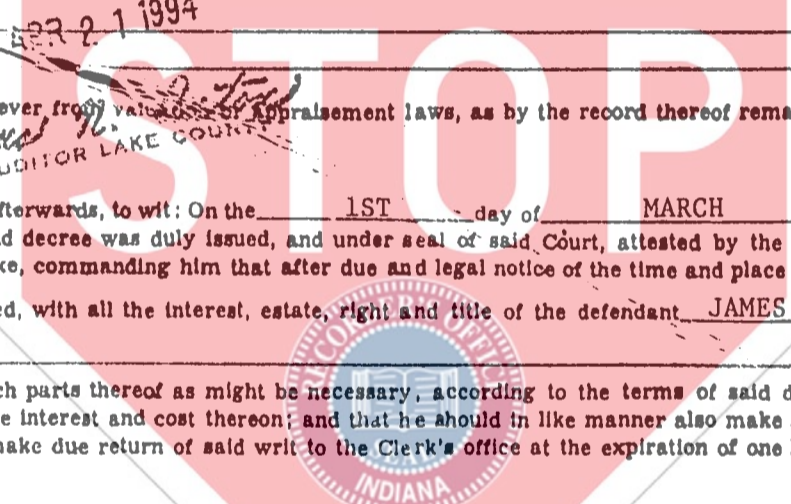 APR 21 1994
STOP
ever from valuation or appraisement laws, as by the record thereof rema
AUDITOR LAKE COUNTY
fterwards, to wit: On the 1ST day of MARCH
d decree was duly issued, and under seal of said Court, attested by the
ke, commanding him that after due and legal notice of the time and place
ed, with all the interest, estate, right and title of the defendant JAMES
RECORDER'S OFFICE
ch parts thereof as might be necessary, according to the terms of said d
e interest and cost thereon; and that he should in like manner also make
make due return of said writ to the Clerk's office at the expiration of one
SEAL
INDIANA